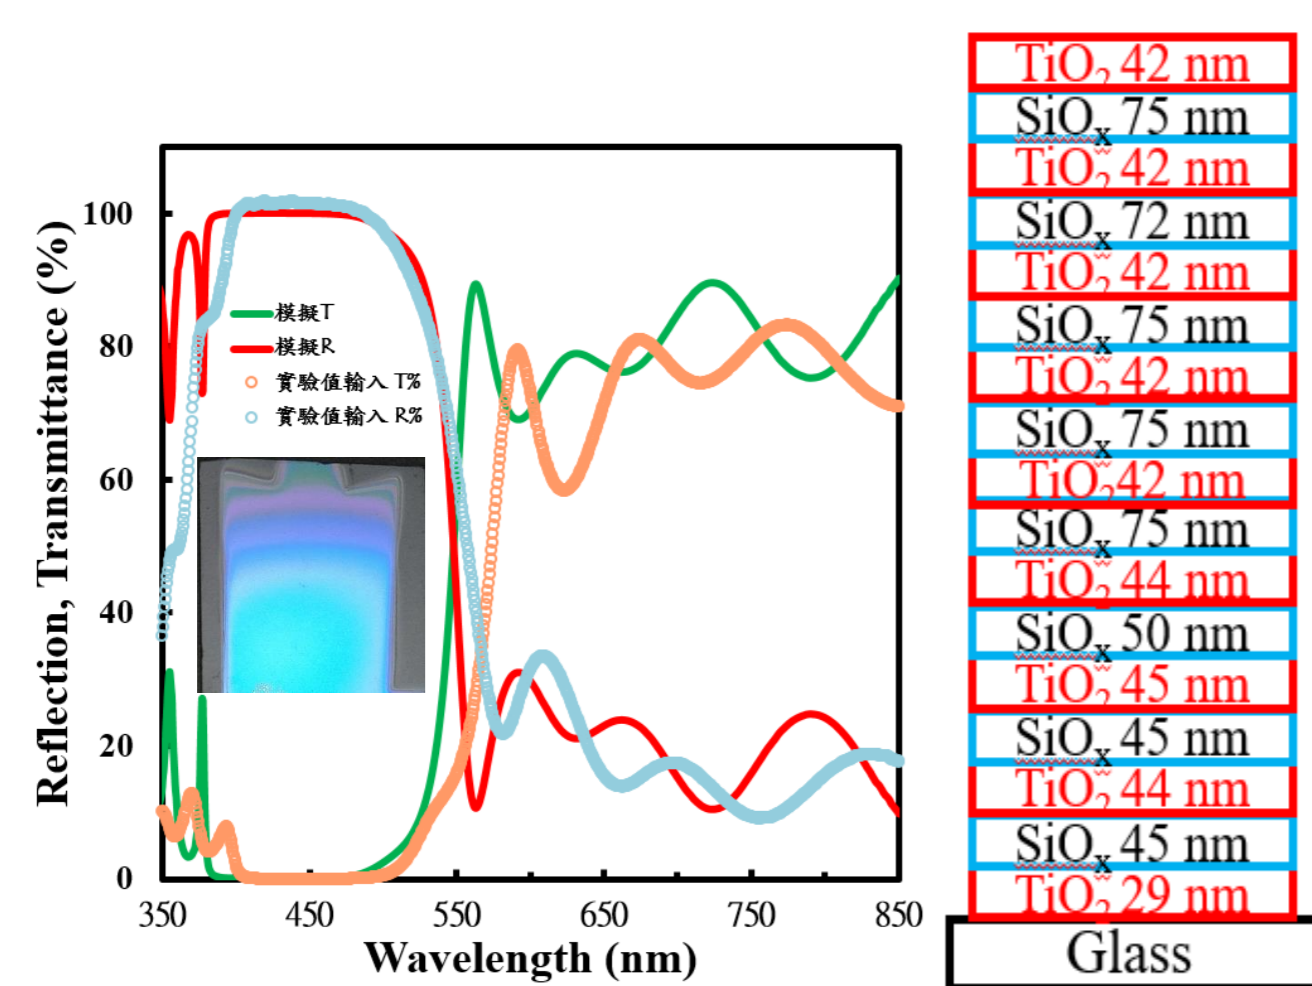 Reflection, Transmittance (%)
100
80
60
40
20
0
模擬T
模擬R
實驗值輸入 T%
實驗值輸入 R%
350 450 550 650 750 850
Wavelength (nm)
TiO₂ 42 nm
SiOₓ 75 nm
TiO₂ 42 nm
SiOₓ 72 nm
TiO₂ 42 nm
SiOₓ 75 nm
TiO₂ 42 nm
SiOₓ 75 nm
TiO₂ 42 nm
SiOₓ 75 nm
TiO₂ 44 nm
SiOₓ 50 nm
TiO₂ 45 nm
SiOₓ 45 nm
TiO₂ 44 nm
SiOₓ 45 nm
TiO₂ 29 nm
Glass